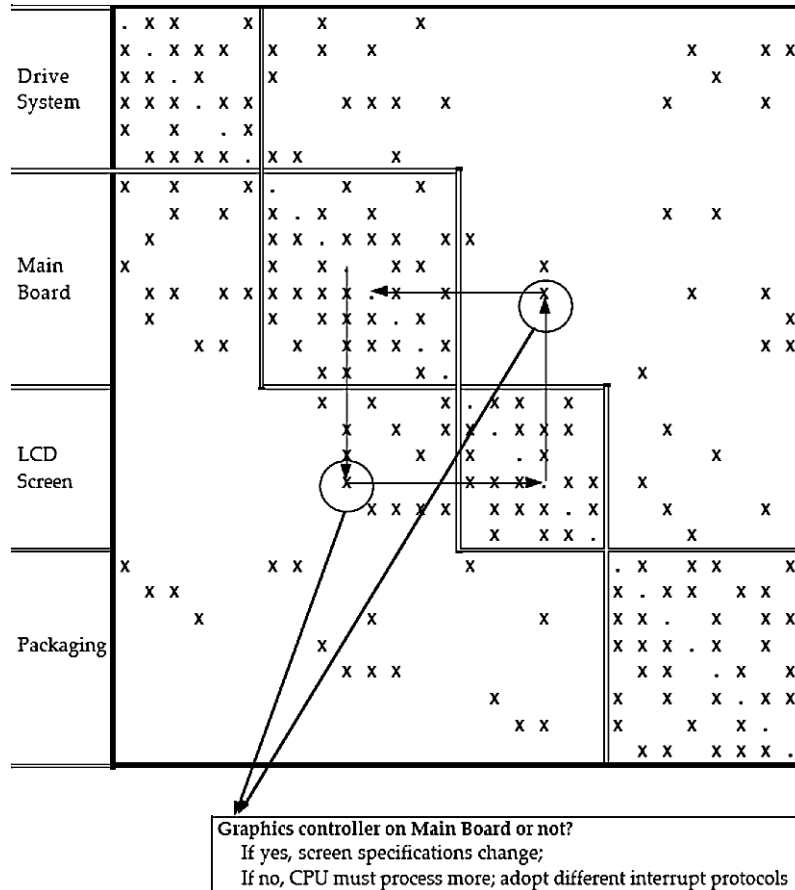 . X X X X X
X . X X X X X X X X X
Drive X X . X X X
System X X X . X X X X X X X X
X X . X
X X X X . X X X
X X X . X X
X X X . X X X X
X X X . X X X X X
Main X X X . X X X
Board X X X X X X X X . X X X X X
X X X X X . X X
X X X X X X . X X X
X X X . X
X X X . X X X
X X X X . X X X X
LCD X X X . X X
Screen X X X X . X X X
X X X X X X X . X X X
X X X . X
X X X X . X X X X
X X X . X X X X
X X X X X . X X X
Packaging X X X X . X X
X X X X X . X X
X X X X . X X
X X X X X .
X X X X X .
Graphics controller on Main Board or not?
If yes, screen specifications change;
If no, CPU must process more; adopt different interrupt protocols